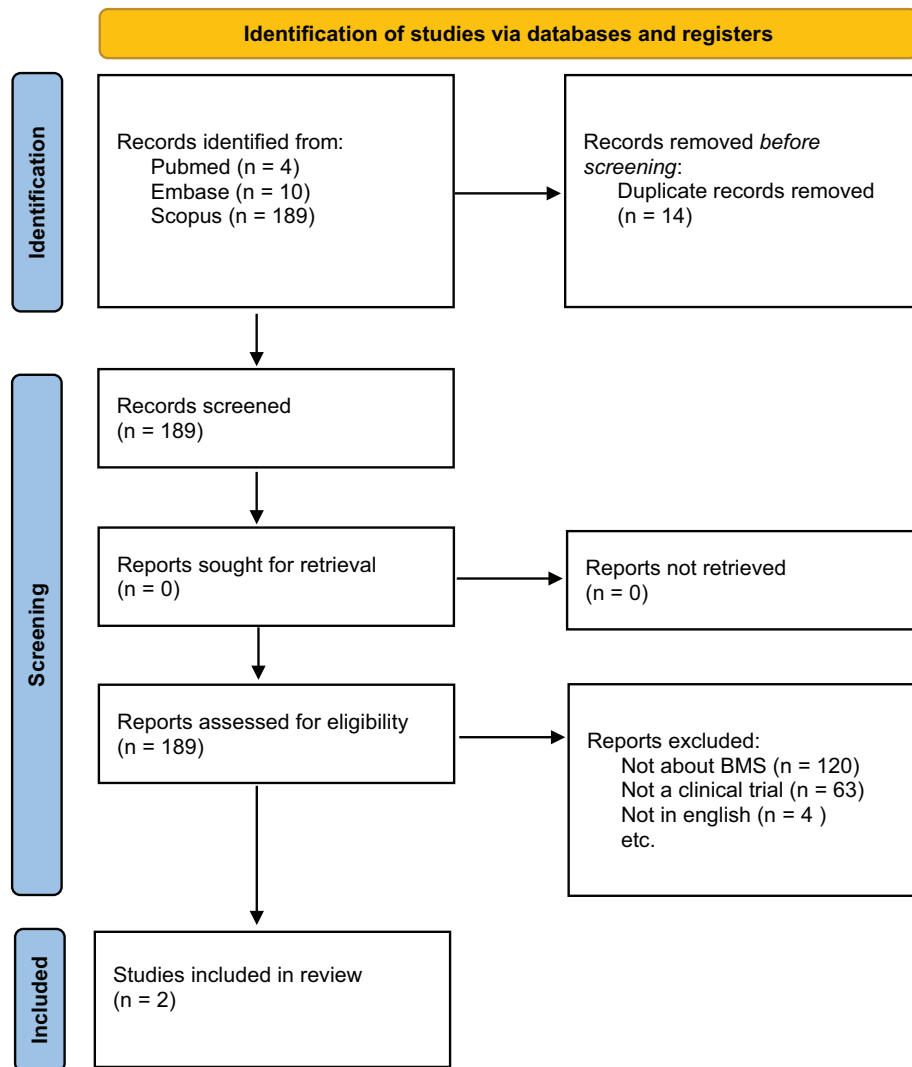 Identification of studies via databases and registers
Identification
Records identified from:
Pubmed (n = 4)
Embase (n = 10)
Scopus (n = 189)
Records removed before
screening:
Duplicate records removed
(n = 14)
Screening
Records screened
(n = 189)
Reports sought for retrieval
(n = 0)
Reports not retrieved
(n = 0)
Reports assessed for eligibility
(n = 189)
Reports excluded:
Not about BMS (n = 120)
Not a clinical trial (n = 63)
Not in english (n = 4 )
etc.
Included
Studies included in review
(n = 2)